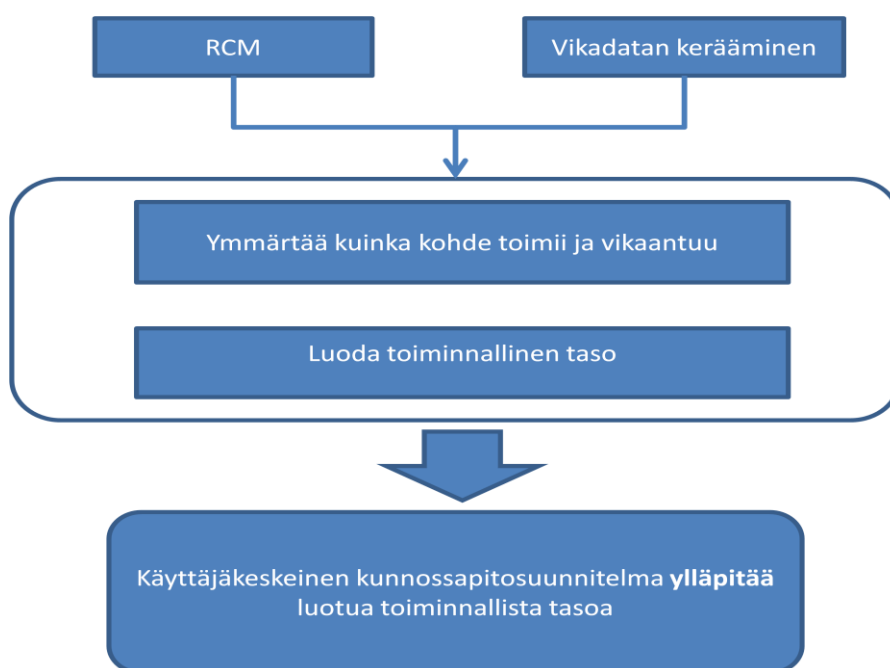 RCM
Vikadatan kerääminen
Ymmärtää kuinka kohde toimii ja vikaantuu
Luoda toiminnallinen taso
Käyttäjäkeskeinen kunnossapitosuunnitelma ylläpitää
luotua toiminnallista tasoa